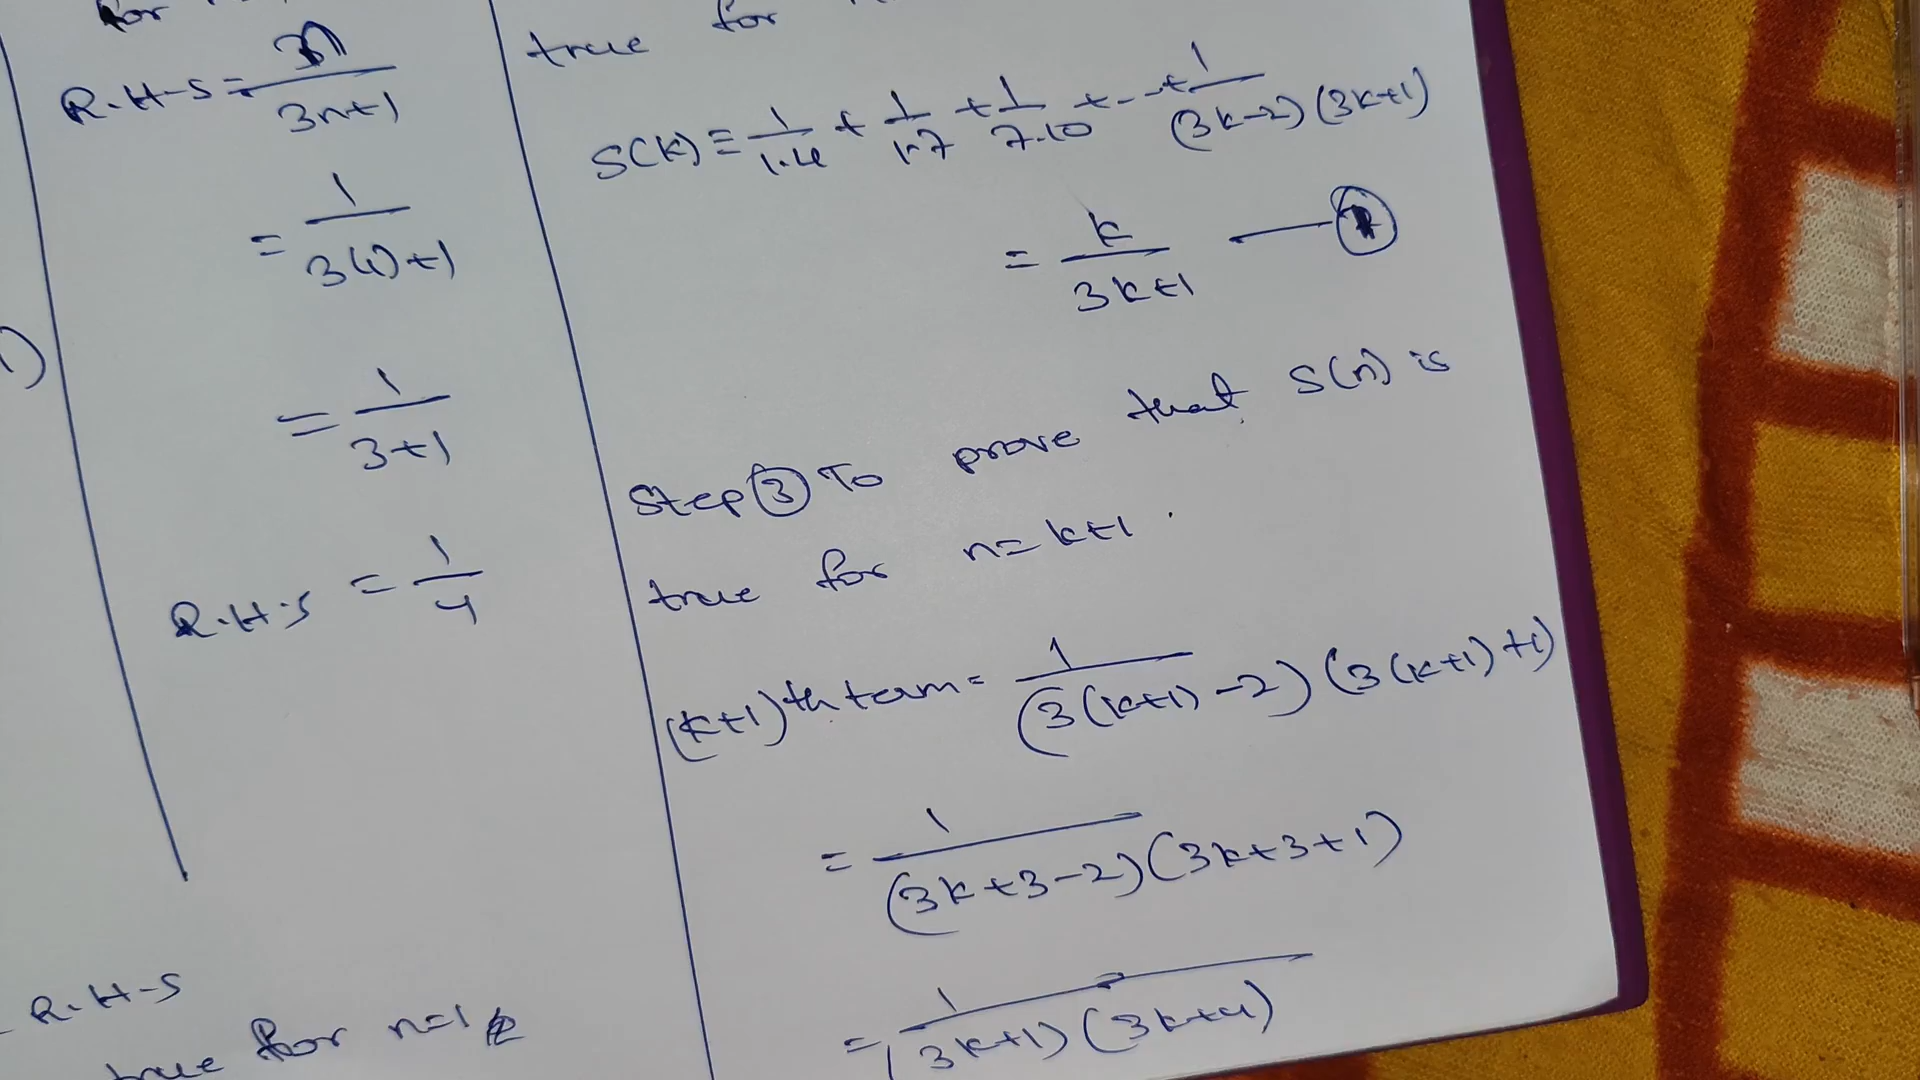 for
R.H-S = n/3n+1
= 1/3(1)+1
= 1/3+1
R.H.S = 1/4
R.H-S
true for n=1
true for
S(K) = 1/1.4 + 1/1.7 + 1/7.10 + - - + 1/(3k-2)(3k+1)
= k/3k+1
Step ③ To prove that S(n) is
true for n=k+1.
(k+1)th term = 1/(3(k+1)-2)(3(k+1)+1)
= 1/(3k+3-2)(3k+3+1)
= 1/(3k+1)(3k+4)